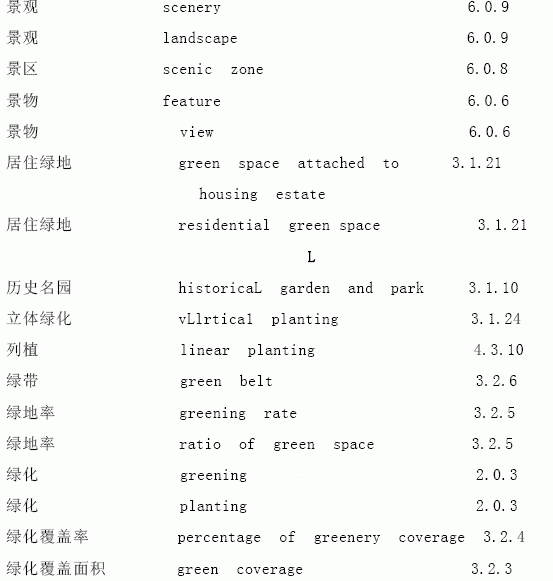 景观 scenery 6.0.9
景观 landscape 6.0.9
景区 scenic zone 6.0.8
景物 feature 6.0.6
景物 view 6.0.6
居住绿地 green space attached to 3.1.21
housing estate
居住绿地 residential green space 3.1.21
L
历史名园 historicaL garden and park 3.1.10
立体绿化 vLlrtical planting 3.1.24
列植 linear planting 4.3.10
绿带 green belt 3.2.6
绿地率 greening rate 3.2.5
绿地率 ratio of green space 3.2.5
绿化 greening 2.0.3
绿化 planting 2.0.3
绿化覆盖率 percentage of greenery coverage 3.2.4
绿化覆盖面积 green coverage 3.2.3